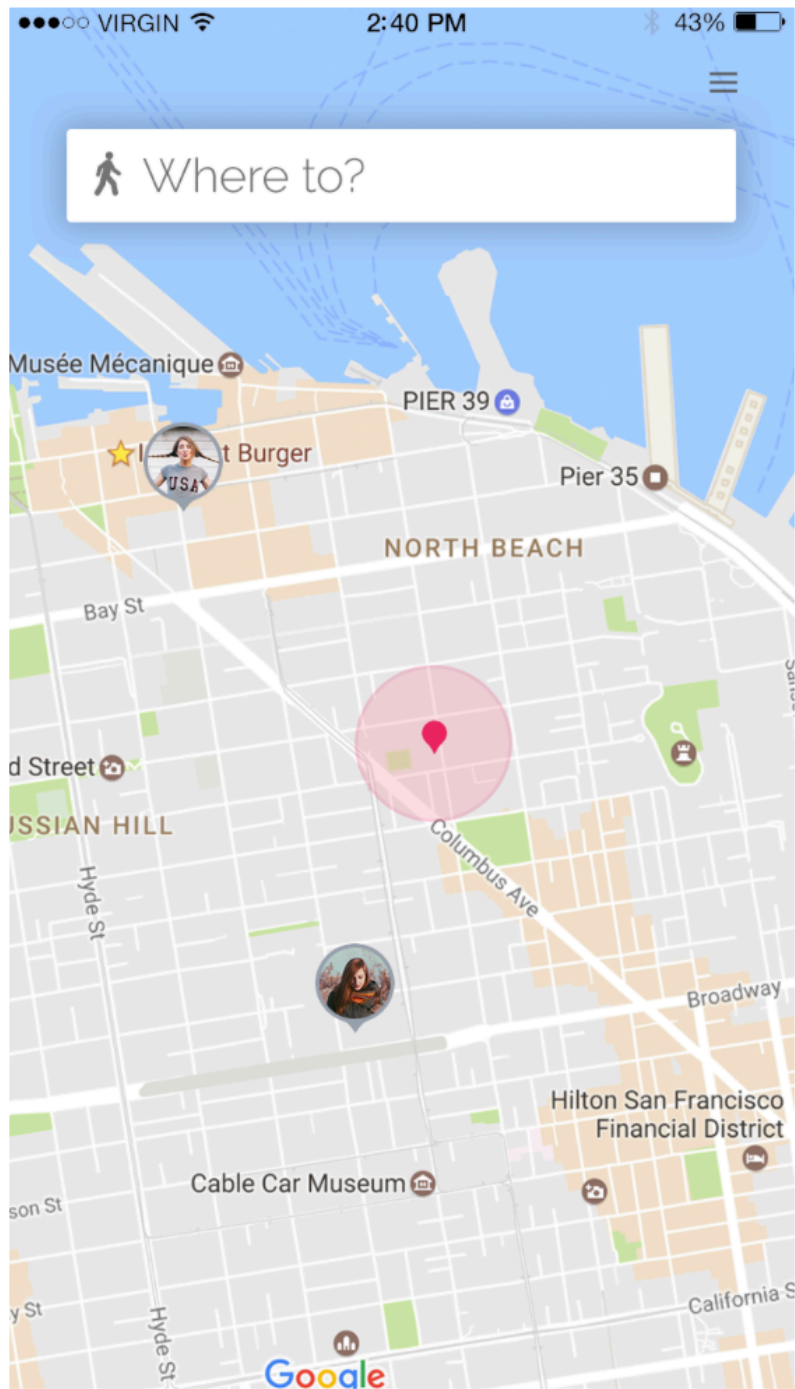 VIRGIN
2:40 PM
43%
Where to?
Musée Mécanique
PIER 39
t Burger
USA
Pier 35
NORTH BEACH
Bay St
d Street
USSIAN HILL
Columbus Ave
Hyde St
Broadway
Hilton San Francisco
Financial District
Cable Car Museum
son St
y St
California S
Hyde St
Google